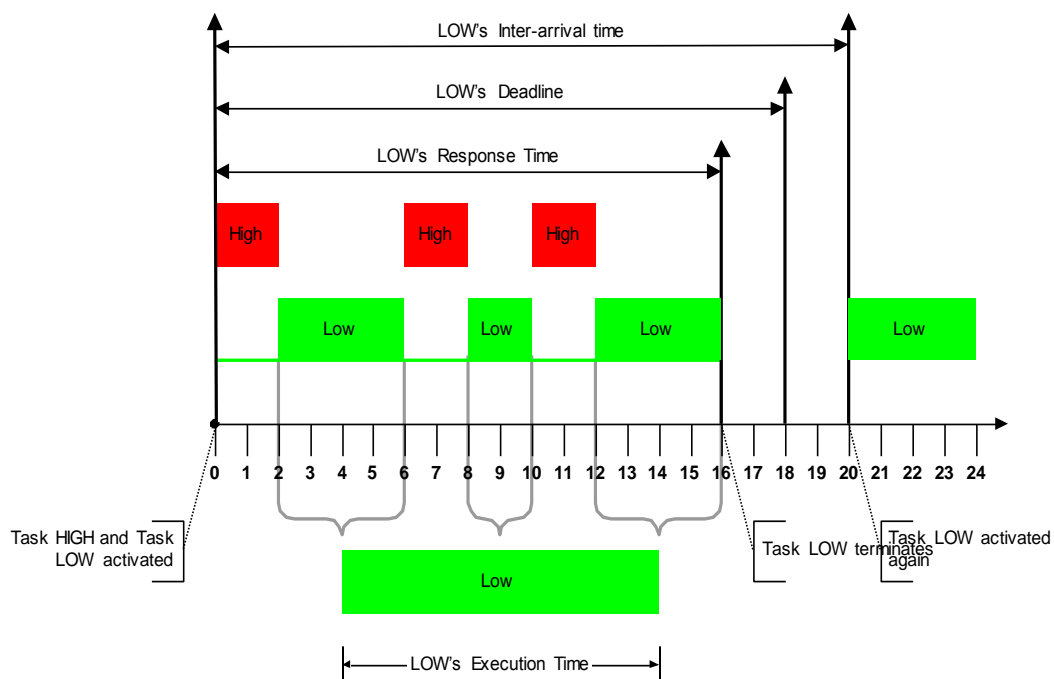 LOW's Inter-arrival time
LOW's Deadline
LOW's Response Time
High
High
High
Low
Low
Low
Low
0 1 2 3 4 5 6 7 8 9 10 11 12 13 14 15 16 17 18 19 20 21 22 23 24
Task HIGH and Task
LOW activated
Task LOW terminates
Task LOW activated
again
Low
LOW's Execution Time